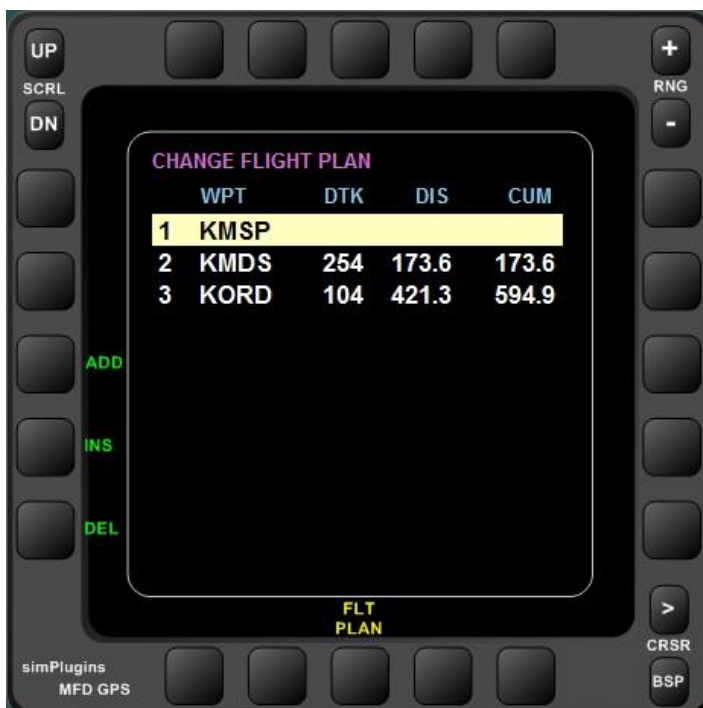 UP
+
SCRL
RNG
DN
-
CHANGE FLIGHT PLAN
WPT DTK DIS CUM
1 KMSP
2 KMDS 254 173.6 173.6
3 KORD 104 421.3 594.9
ADD
INS
DEL
FLT
PLAN
>
CRSR
simPlugins
MFD GPS
BSP